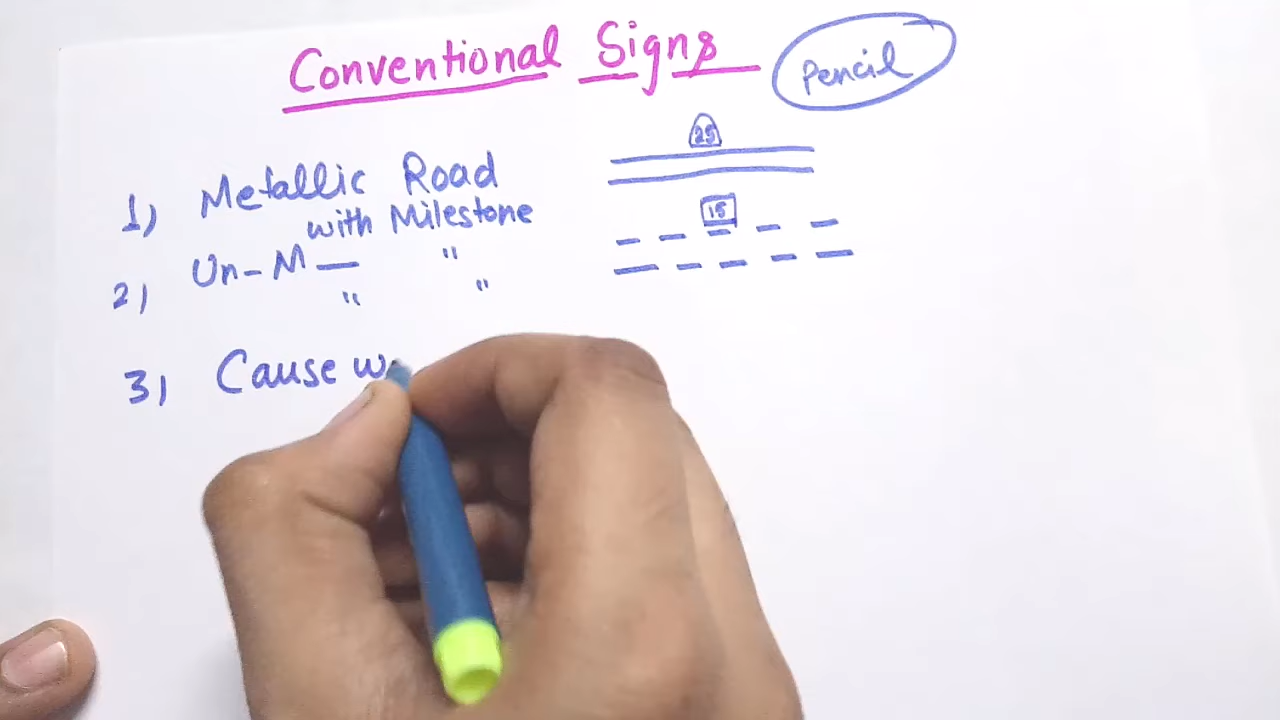 Conventional Signs
Pencil
1) Metallic Road 25
with Milestone
2) Un-M — " 15
" "
3) Cause w